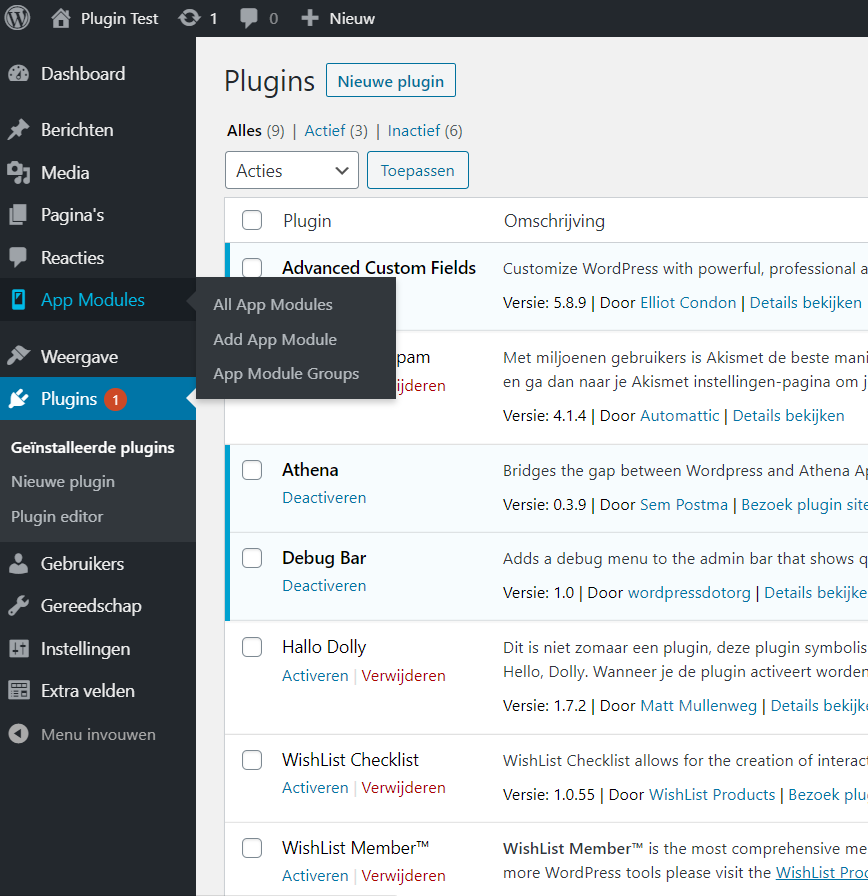 Plugin Test 1 0 Nieuw
Dashboard
Berichten
Media
Pagina's
Reacties
App Modules
All App Modules
Add App Module
App Module Groups
Weergave
Plugins 1
Geïnstalleerde plugins
Nieuwe plugin
Plugin editor
Gebruikers
Gereedschap
Instellingen
Extra velden
Menu invouwen
Plugins Nieuwe plugin
Alles (9) | Actief (3) | Inactief (6)
Acties Toepassen
Plugin Omschrijving
Advanced Custom Fields Customize WordPress with powerful, professional a
Versie: 5.8.9 | Door Elliot Condon | Details bekijken
pam Met miljoenen gebruikers is Akismet de beste mani
ijderen en ga dan naar je Akismet instellingen-pagina om j
Versie: 4.1.4 | Door Automattic | Details bekijken
Athena Bridges the gap between Wordpress and Athena Ap
Deactiveren Versie: 0.3.9 | Door Sem Postma | Bezoek plugin site
Debug Bar Adds a debug menu to the admin bar that shows q
Deactiveren Versie: 1.0 | Door wordpressdotorg | Details bekijke
Hallo Dolly Dit is niet zomaar een plugin, deze plugin symbolis
Activeren | Verwijderen Hello, Dolly. Wanneer je de plugin activeert worden
Versie: 1.7.2 | Door Matt Mullenweg | Details bekijke
WishList Checklist WishList Checklist allows for the creation of interact
Activeren | Verwijderen Versie: 1.0.55 | Door WishList Products | Bezoek plu
WishList Member™ WishList Member™ is the most comprehensive me
Activeren | Verwijderen more WordPress tools please visit the WishList Prod